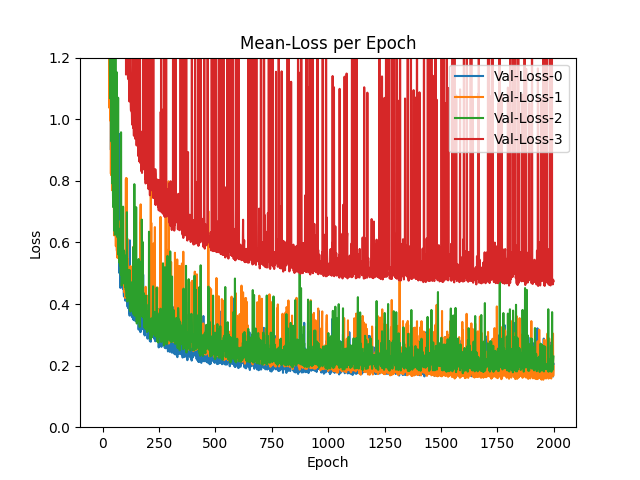 Mean-Loss per Epoch
1.2
1.0
0.8
0.6
0.4
0.2
0.0
Loss
Val-Loss-0
Val-Loss-1
Val-Loss-2
Val-Loss-3
0 250 500 750 1000 1250 1500 1750 2000
Epoch